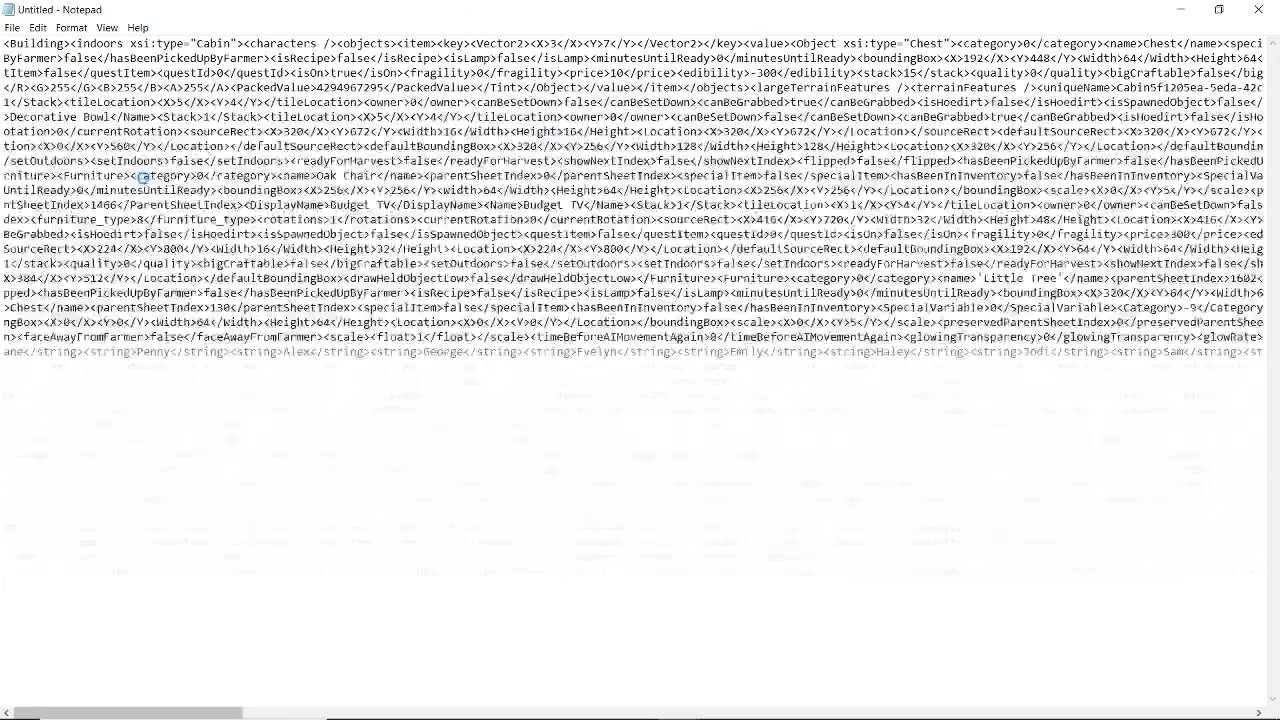 Untitled - Notepad
File Edit Format View Help
<Building><indoors xsi:type="Cabin"><characters /><objects><item><key><Vector2><X>3</X><Y>7</Y></Vector2></key><value><Object xsi:type="Chest"><category>0</category><name>Chest</name><speci
ByFarmer>false</hasBeenPickedUpByFarmer><isRecipe>false</isRecipe><isLamp>false</isLamp><minutesUntilReady>0</minutesUntilReady><boundingBox><X>192</X><Y>448</Y><Width>64</Width><Height>64
tItem>false</questItem><questId>0</questId><isOn>true</isOn><fragility>0</fragility><price>10</price><edibility>-300</edibility><stack>15</stack><quality>0</quality><bigCraftable>false</big
</R><G>255</G><B>255</B><A>255</A><PackedValue>4294967295</PackedValue></Tint></Object></value></item></objects><largeTerrainFeatures /><terrainFeatures /><uniqueName>Cabin5f1205ea-5eda-42c
1</Stack><tileLocation><X>5</X><Y>4</Y></tileLocation><owner>0</owner><canBeSetDown>false</canBeSetDown><canBeGrabbed>true</canBeGrabbed><isHoedirt>false</isHoedirt><isSpawnedObject>false</
>Decorative Bowl</Name><Stack>1</Stack><tileLocation><X>5</X><Y>4</Y></tileLocation><owner>0</owner><canBeSetDown>false</canBeSetDown><canBeGrabbed>true</canBeGrabbed><isHoedirt>false</isHo
otation>0</currentRotation><sourceRect><X>320</X><Y>672</Y><Width>16</Width><Height>16</Height><Location><X>320</X><Y>672</Y></Location></sourceRect><defaultSourceRect><X>320</X><Y>672</Y><
tion><X>0</X><Y>560</Y></Location></defaultSourceRect><defaultBoundingBox><X>320</X><Y>256</Y><Width>128</Width><Height>128</Height><Location><X>320</X><Y>256</Y></Location></defaultBoundin
/setOutdoors><setIndoors>false</setIndoors><readyForHarvest>false</readyForHarvest><showNextIndex>false</showNextIndex><flipped>false</flipped><hasBeenPickedUpByFarmer>false</hasBeenPickedU
rniture><Furniture><category>0</category><name>Oak Chair</name><parentSheetIndex>0</parentSheetIndex><specialItem>false</specialItem><hasBeenInInventory>false</hasBeenInInventory><SpecialVa
UntilReady>0</minutesUntilReady><boundingBox><X>256</X><Y>256</Y><Width>64</Width><Height>64</Height><Location><X>256</X><Y>256</Y></Location></boundingBox><scale><X>0</X><Y>5</Y></scale><p
ntSheetIndex>1466</ParentSheetIndex><DisplayName>Budget TV</DisplayName><Name>Budget TV</Name><Stack>1</Stack><tileLocation><X>1</X><Y>4</Y></tileLocation><owner>0</owner><canBeSetDown>fals
ndex><furniture_type>8</furniture_type><rotations>1</rotations><currentRotation>0</currentRotation><sourceRect><X>416</X><Y>720</Y><Width>32</Width><Height>48</Height><Location><X>416</X><Y
BeGrabbed><isHoedirt>false</isHoedirt><isSpawnedObject>false</isSpawnedObject><questItem>false</questItem><questId>0</questId><isOn>false</isOn><fragility>0</fragility><price>300</price><ed
SourceRect><X>224</X><Y>800</Y><Width>16</Width><Height>32</Height><Location><X>224</X><Y>800</Y></Location></defaultSourceRect><defaultBoundingBox><X>192</X><Y>64</Y><Width>64</Width><Heig
1</stack><quality>0</quality><bigCraftable>false</bigCraftable><setOutdoors>false</setOutdoors><setIndoors>false</setIndoors><readyForHarvest>false</readyForHarvest><showNextIndex>false</sh
X>384</X><Y>512</Y></Location></defaultBoundingBox><drawHeldObjectLow>false</drawHeldObjectLow></Furniture><Furniture><category>0</category><name>'Little Tree'</name><parentSheetIndex>1602
pped><hasBeenPickedUpByFarmer>false</hasBeenPickedUpByFarmer><isRecipe>false</isRecipe><isLamp>false</isLamp><minutesUntilReady>0</minutesUntilReady><boundingBox><X>320</X><Y>64</Y><Width>6
>Chest</name><parentSheetIndex>130</parentSheetIndex><specialItem>false</specialItem><hasBeenInInventory>false</hasBeenInInventory><SpecialVariable>0</SpecialVariable><Category>-9</Category
ngBox><X>0</X><Y>0</Y><Width>64</Width><Height>64</Height><Location><X>0</X><Y>0</Y></Location></boundingBox><scale><X>0</X><Y>5</Y></scale><preservedParentSheetIndex>0</preservedParentShee
n><faceAwayFromFarmer>false</faceAwayFromFarmer><scale><float>1</float></scale><timeBeforeAIMovementAgain>0</timeBeforeAIMovementAgain><glowingTransparency>0</glowingTransparency><glowRate>
ane</string><string>Penny</string><string>Alex</string><string>George</string><string>Evelyn</string><string>Emily</string><string>Haley</string><string>Jodi</string><string>Sam</string><st